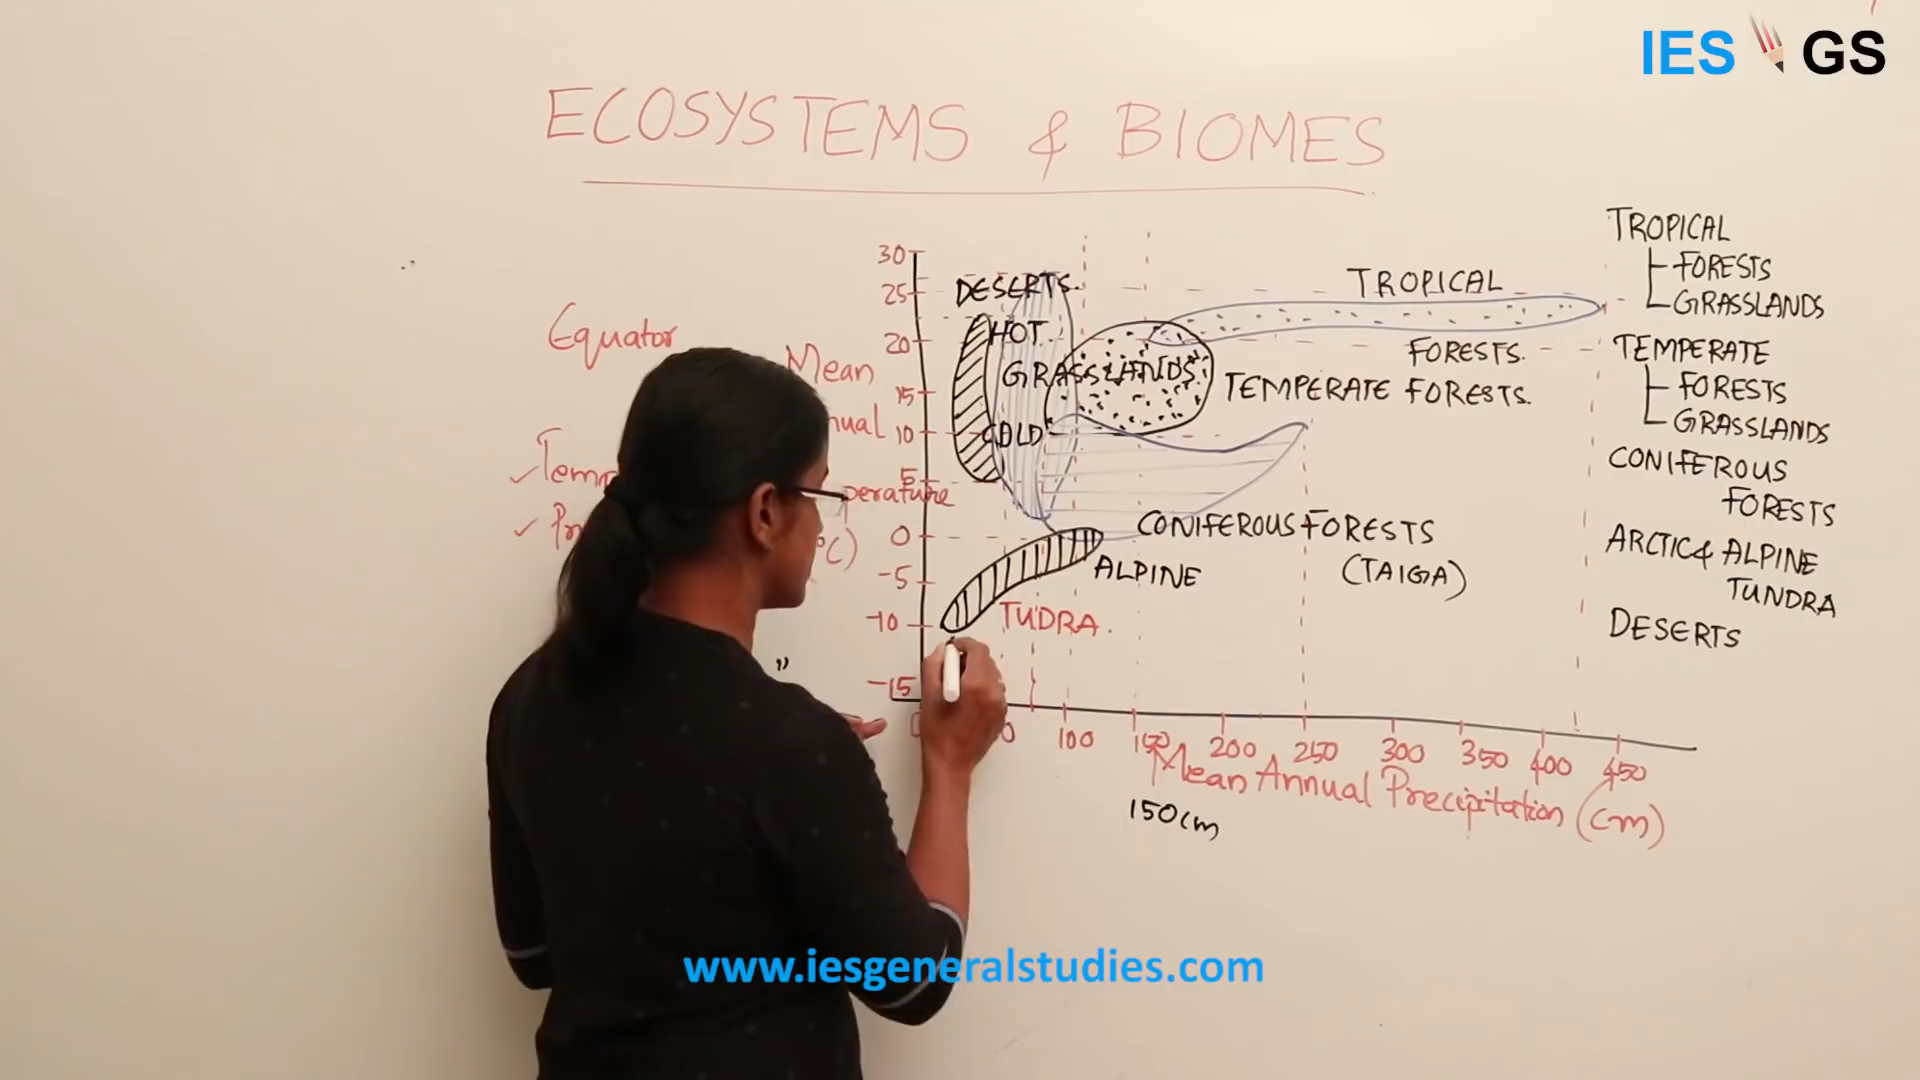 IES GS
ECOSYSTEMS & BIOMES
Equator
Mean
30
25
20
15
10
5
0
-5
-10
-15
DESERTS
HOT
GRASSLANDS
COLD
TROPICAL
FORESTS.
TEMPERATE FORESTS.
CONIFEROUS FORESTS
(TAIGA)
ALPINE
TUDRA.
100
150
200
250
300
350
400
450
Mean Annual Precipitation (cm)
150cm
TROPICAL
FORESTS
GRASSLANDS
TEMPERATE
FORESTS
GRASSLANDS
CONIFEROUS
FORESTS
ARCTIC & ALPINE
TUNDRA
DESERTS
www.iesgeneralstudies.com